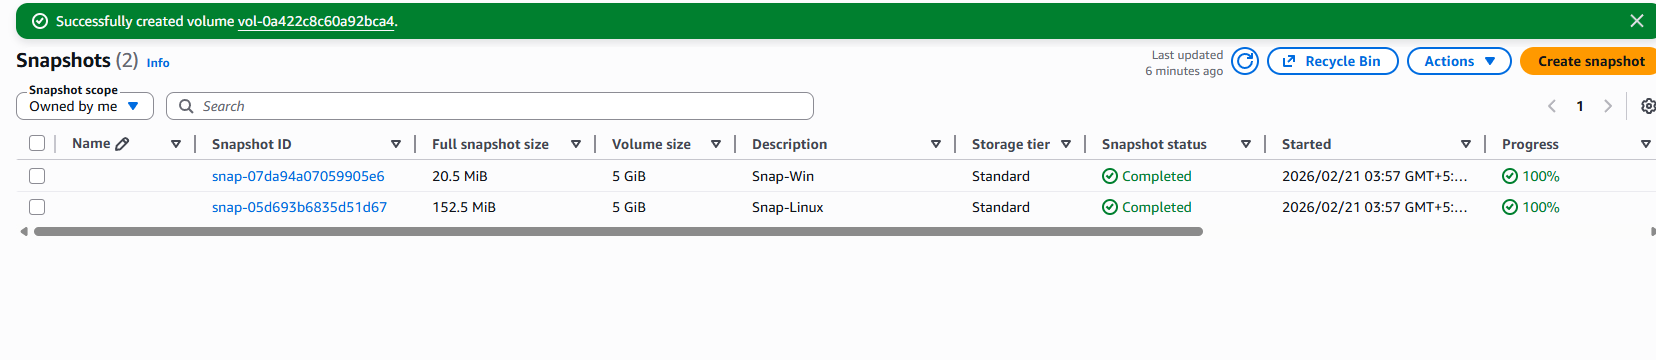 Successfully created volume vol-0a422c8c60a92bca4.
Snapshots (2) Info
Last updated
6 minutes ago
Recycle Bin
Actions
Create snapshot
Snapshot scope
Owned by me
Search
1
Name Snapshot ID Full snapshot size Volume size Description Storage tier Snapshot status Started Progress
snap-07da94a07059905e6 20.5 MiB 5 GiB Snap-Win Standard Completed 2026/02/21 03:57 GMT+5:... 100%
snap-05d693b6835d51d67 152.5 MiB 5 GiB Snap-Linux Standard Completed 2026/02/21 03:57 GMT+5:... 100%